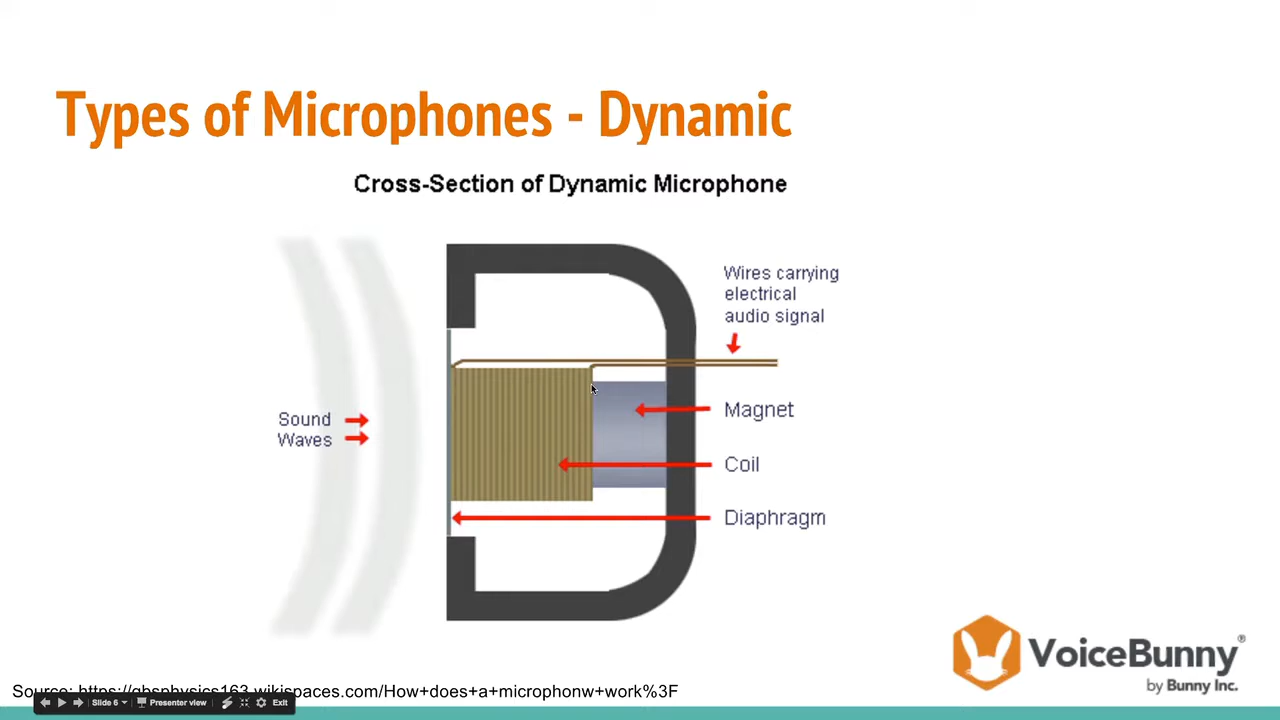 Types of Microphones - Dynamic
Cross-Section of Dynamic Microphone
Wires carrying
electrical
audio signal
Sound
Waves
Magnet
Coil
Diaphragm
VoiceBunny®
by Bunny Inc.
Source: https://gbsphysics163.wikispaces.com/How+does+a+microphonw+work%3F
Slide 6
Presenter view
Exit